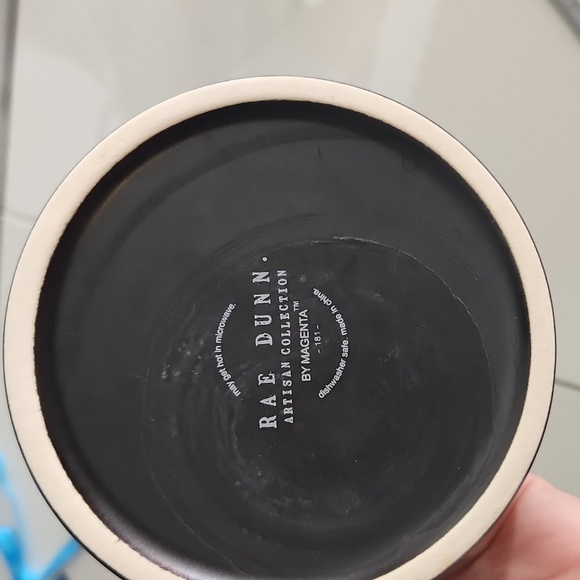 may get hot in microwave.
RAE DUNN.
ARTISAN COLLECTION
BY MAGENTA™
- 181 -
dishwasher safe. made in china